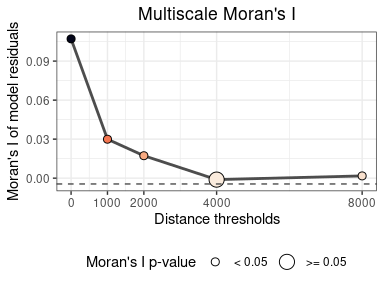 Multiscale Moran's I
Moran's I of model residuals
0.09
0.06
0.03
0.00
0 1000 2000 4000 8000
Distance thresholds
Moran's I p-value < 0.05 >= 0.05